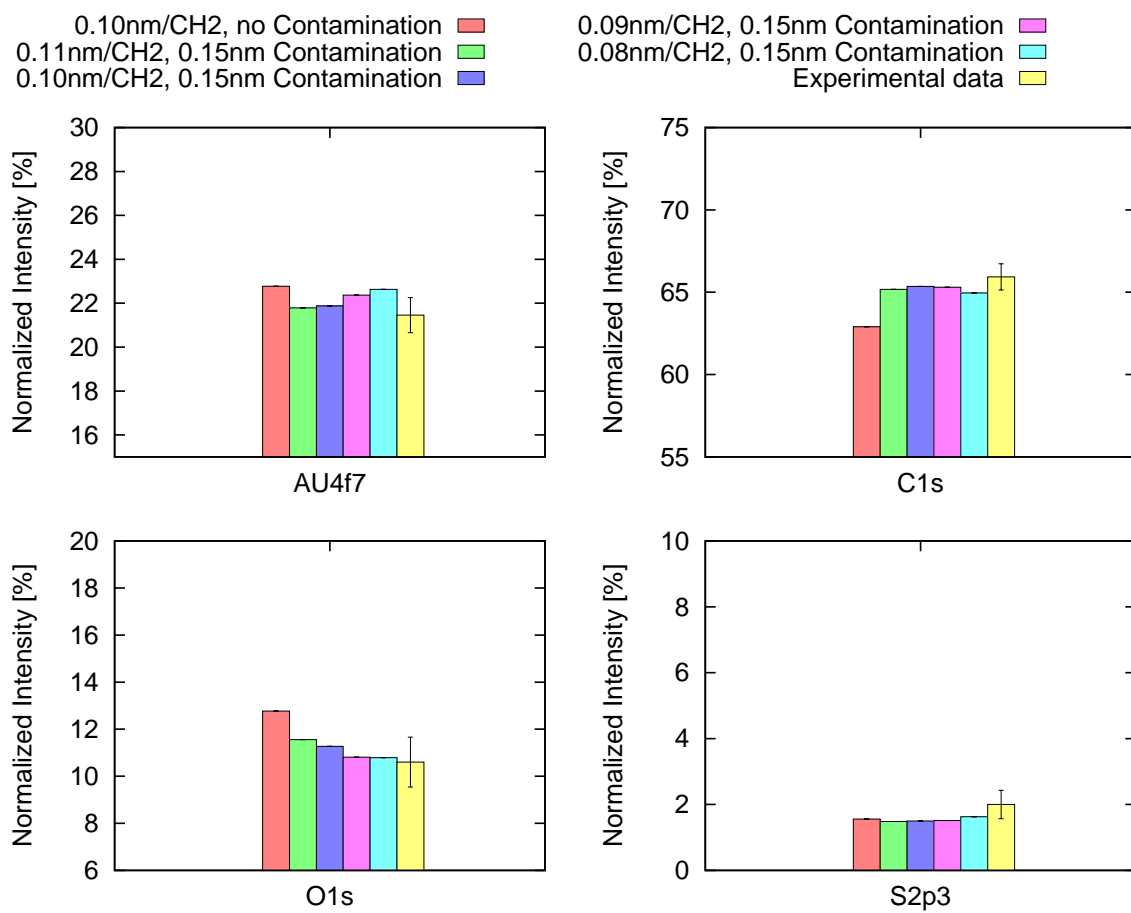 0.10nm/CH2, no Contamination
0.11nm/CH2, 0.15nm Contamination
0.10nm/CH2, 0.15nm Contamination
0.09nm/CH2, 0.15nm Contamination
0.08nm/CH2, 0.15nm Contamination
Experimental data
Normalized Intensity [%]
30
28
26
24
22
20
18
16
AU4f7
Normalized Intensity [%]
75
70
65
60
55
C1s
Normalized Intensity [%]
20
18
16
14
12
10
8
6
O1s
Normalized Intensity [%]
10
8
6
4
2
0
S2p3